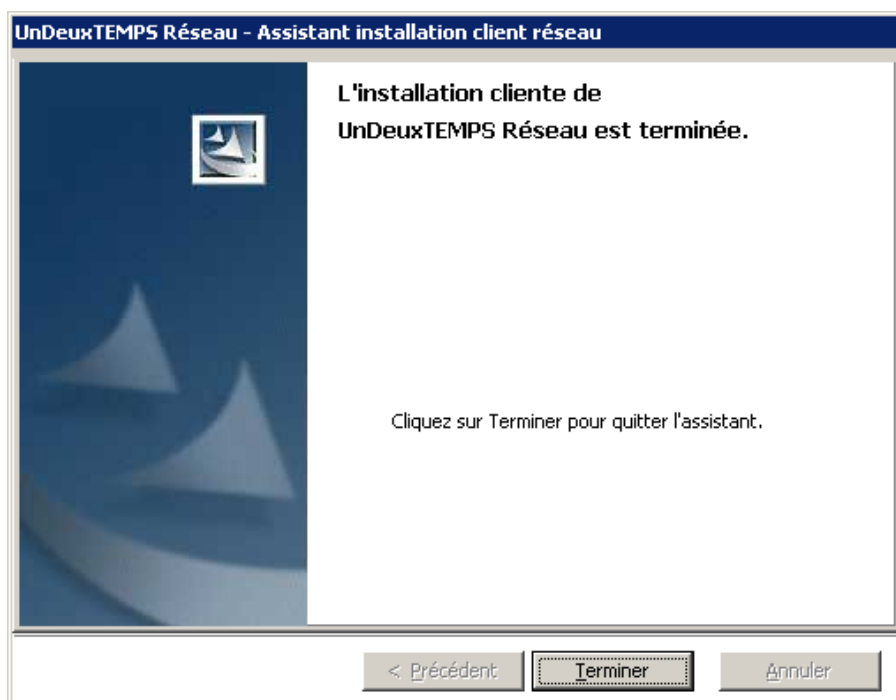 UnDeuxTEMPS Réseau - Assistant installation client réseau
L'installation cliente de
UnDeuxTEMPS Réseau est terminée.
Cliquez sur Terminer pour quitter l'assistant.
< Précédent
Terminer
Annuler